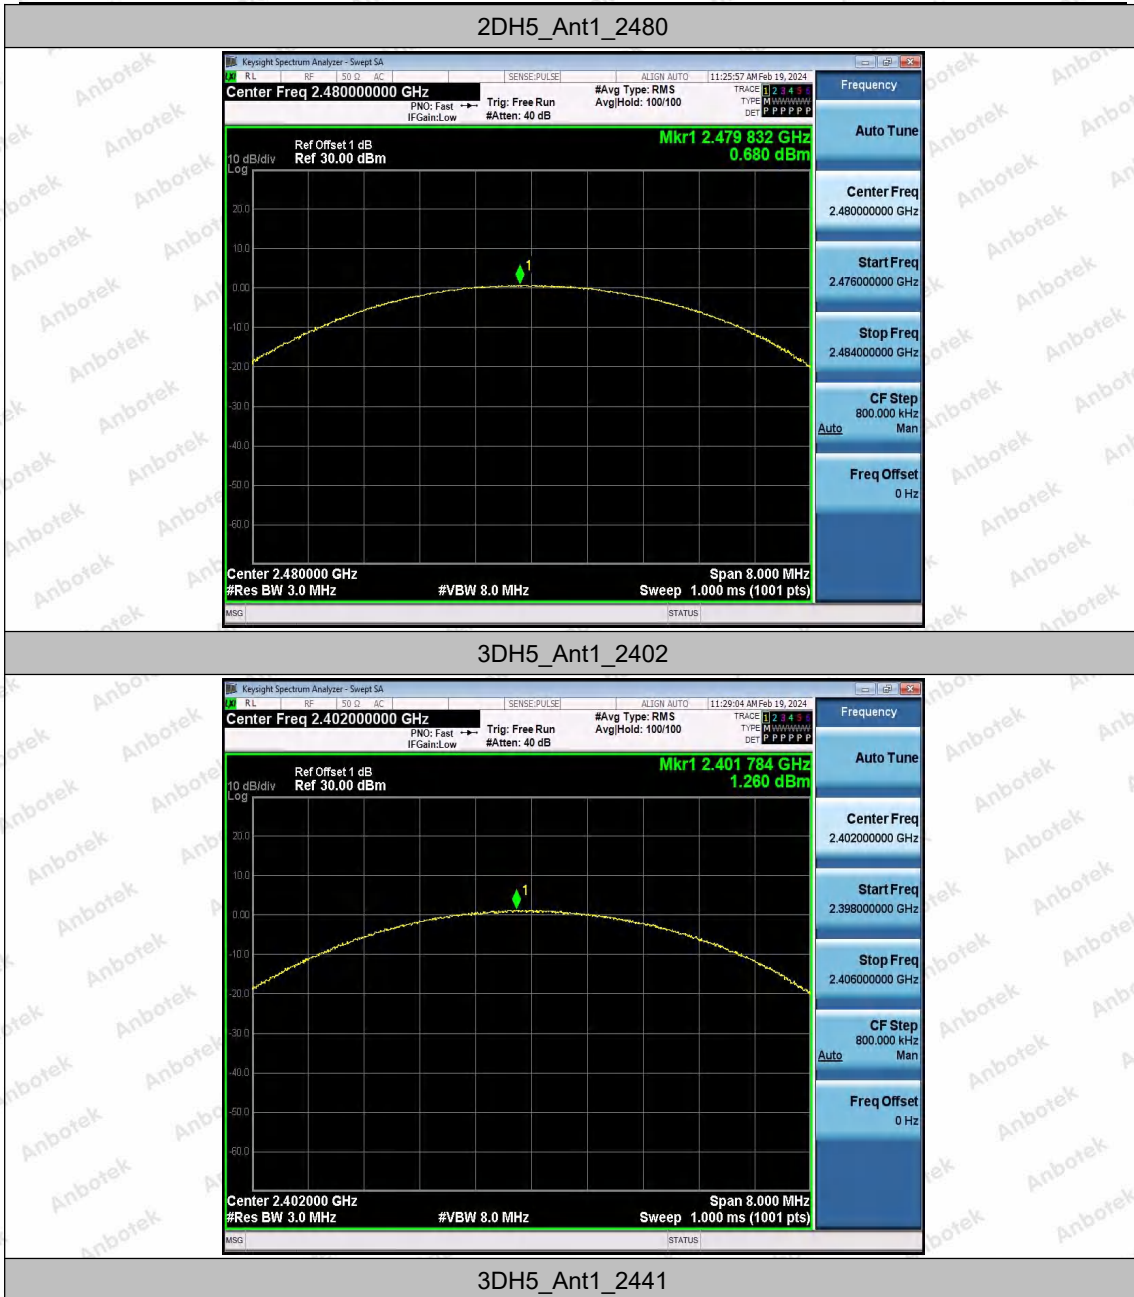 2DH5_Ant1_2480
Keysight Spectrum Analyzer - Swept SA
RL RF 50 Ω AC SENSE:PULSE ALIGN AUTO 11:25:57 AM Feb 19, 2024
Center Freq 2.480000000 GHz #Avg Type: RMS TRACE 1 2 3 4 5 6
PNO: Fast Trig: Free Run Avg|Hold: 100/100 TYPE M WWWWW
IFGain:Low #Atten: 40 dB DET P P P P P P
Mkr1 2.479 832 GHz
0.680 dBm
Ref Offset 1 dB
10 dB/div Ref 30.00 dBm
Log
20.0
10.0
1
0.00
-10.0
-20.0
-30.0
-40.0
-50.0
-60.0
Center 2.480000 GHz Span 8.000 MHz
#Res BW 3.0 MHz #VBW 8.0 MHz Sweep 1.000 ms (1001 pts)
MSG STATUS
Frequency
Auto Tune
Center Freq
2.480000000 GHz
Start Freq
2.476000000 GHz
Stop Freq
2.484000000 GHz
CF Step
800.000 kHz
Auto Man
Freq Offset
0 Hz
3DH5_Ant1_2402
Keysight Spectrum Analyzer - Swept SA
RL RF 50 Ω AC SENSE:PULSE ALIGN AUTO 11:29:04 AM Feb 19, 2024
Center Freq 2.402000000 GHz #Avg Type: RMS TRACE 1 2 3 4 5 6
PNO: Fast Trig: Free Run Avg|Hold: 100/100 TYPE M WWWWW
IFGain:Low #Atten: 40 dB DET P P P P P P
Mkr1 2.401 784 GHz
1.260 dBm
Ref Offset 1 dB
10 dB/div Ref 30.00 dBm
Log
20.0
10.0
1
0.00
-10.0
-20.0
-30.0
-40.0
-50.0
-60.0
Center 2.402000 GHz Span 8.000 MHz
#Res BW 3.0 MHz #VBW 8.0 MHz Sweep 1.000 ms (1001 pts)
MSG STATUS
Frequency
Auto Tune
Center Freq
2.402000000 GHz
Start Freq
2.398000000 GHz
Stop Freq
2.406000000 GHz
CF Step
800.000 kHz
Auto Man
Freq Offset
0 Hz
3DH5_Ant1_2441
Anbotek